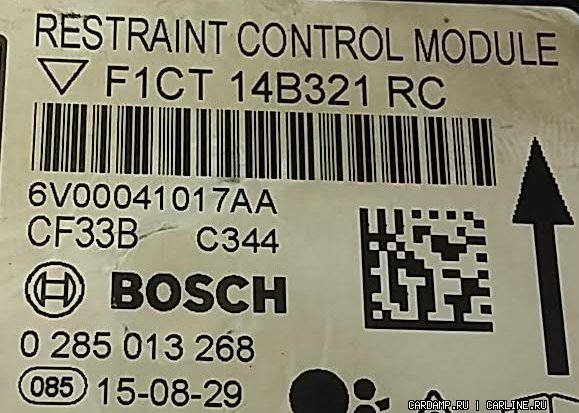 RESTRAINT CONTROL MODULE
F1CT 14B321 RC
6V00041017AA
CF33B C344
BOSCH
0 285 013 268
085 15-08-29
CARDAMP.RU | CARLINE.RU